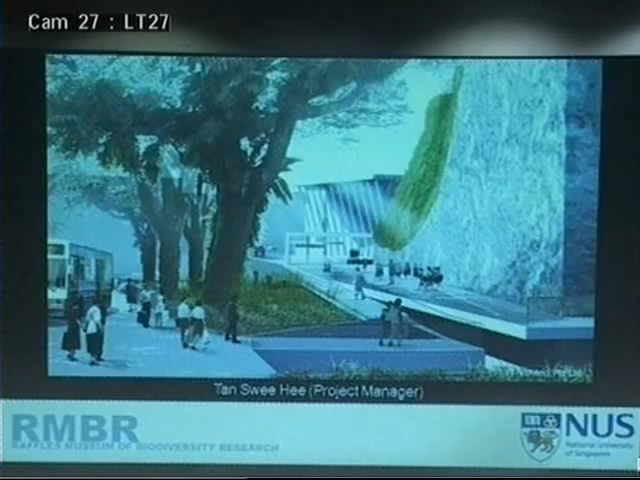 Cam 27 : LT27
Tan Swee Hee (Project Manager)
RMBR
RAFFLES MUSEUM OF BIODIVERSITY RESEARCH
NUS
National University
of Singapore